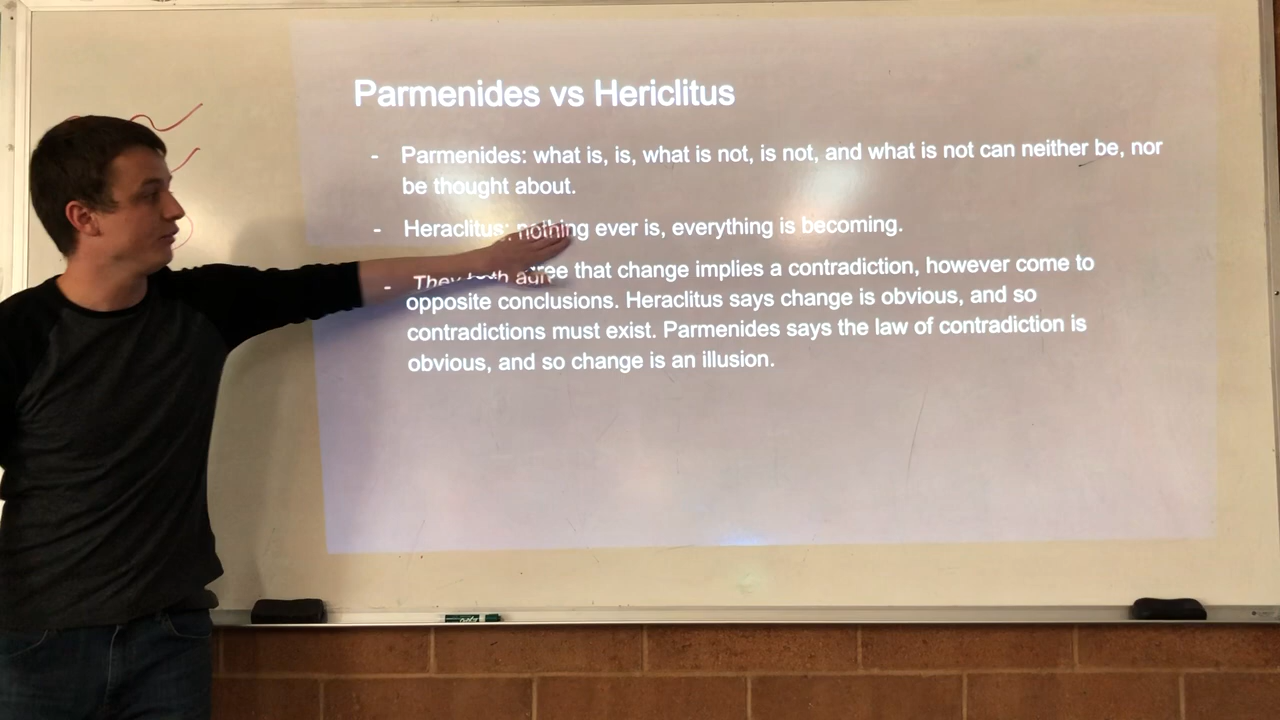 Parmenides vs Hericlitus
- Parmenides: what is, is, what is not, is not, and what is not can neither be, nor
be thought about.
- Heraclitus: nothing ever is, everything is becoming.
- They both agree that change implies a contradiction, however come to
opposite conclusions. Heraclitus says change is obvious, and so
contradictions must exist. Parmenides says the law of contradiction is
obvious, and so change is an illusion.